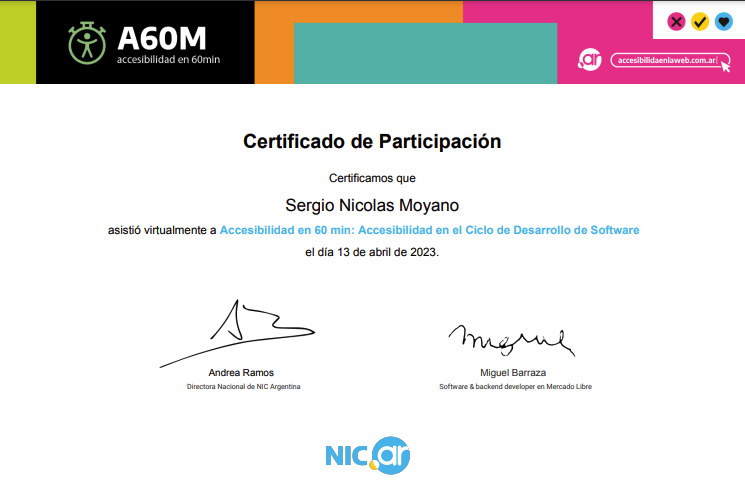 A60M
accesibilidad en 60min
.ar
accesibilidaenlaweb.com.ar
Certificado de Participación
Certificamos que
Sergio Nicolas Moyano
asistió virtualmente a Accesibilidad en 60 min: Accesibilidad en el Ciclo de Desarrollo de Software
el día 13 de abril de 2023.
Miguel
Andrea Ramos
Directora Nacional de NIC Argentina
Miguel Barraza
Software & backend developer en Mercado Libre
NIC.ar